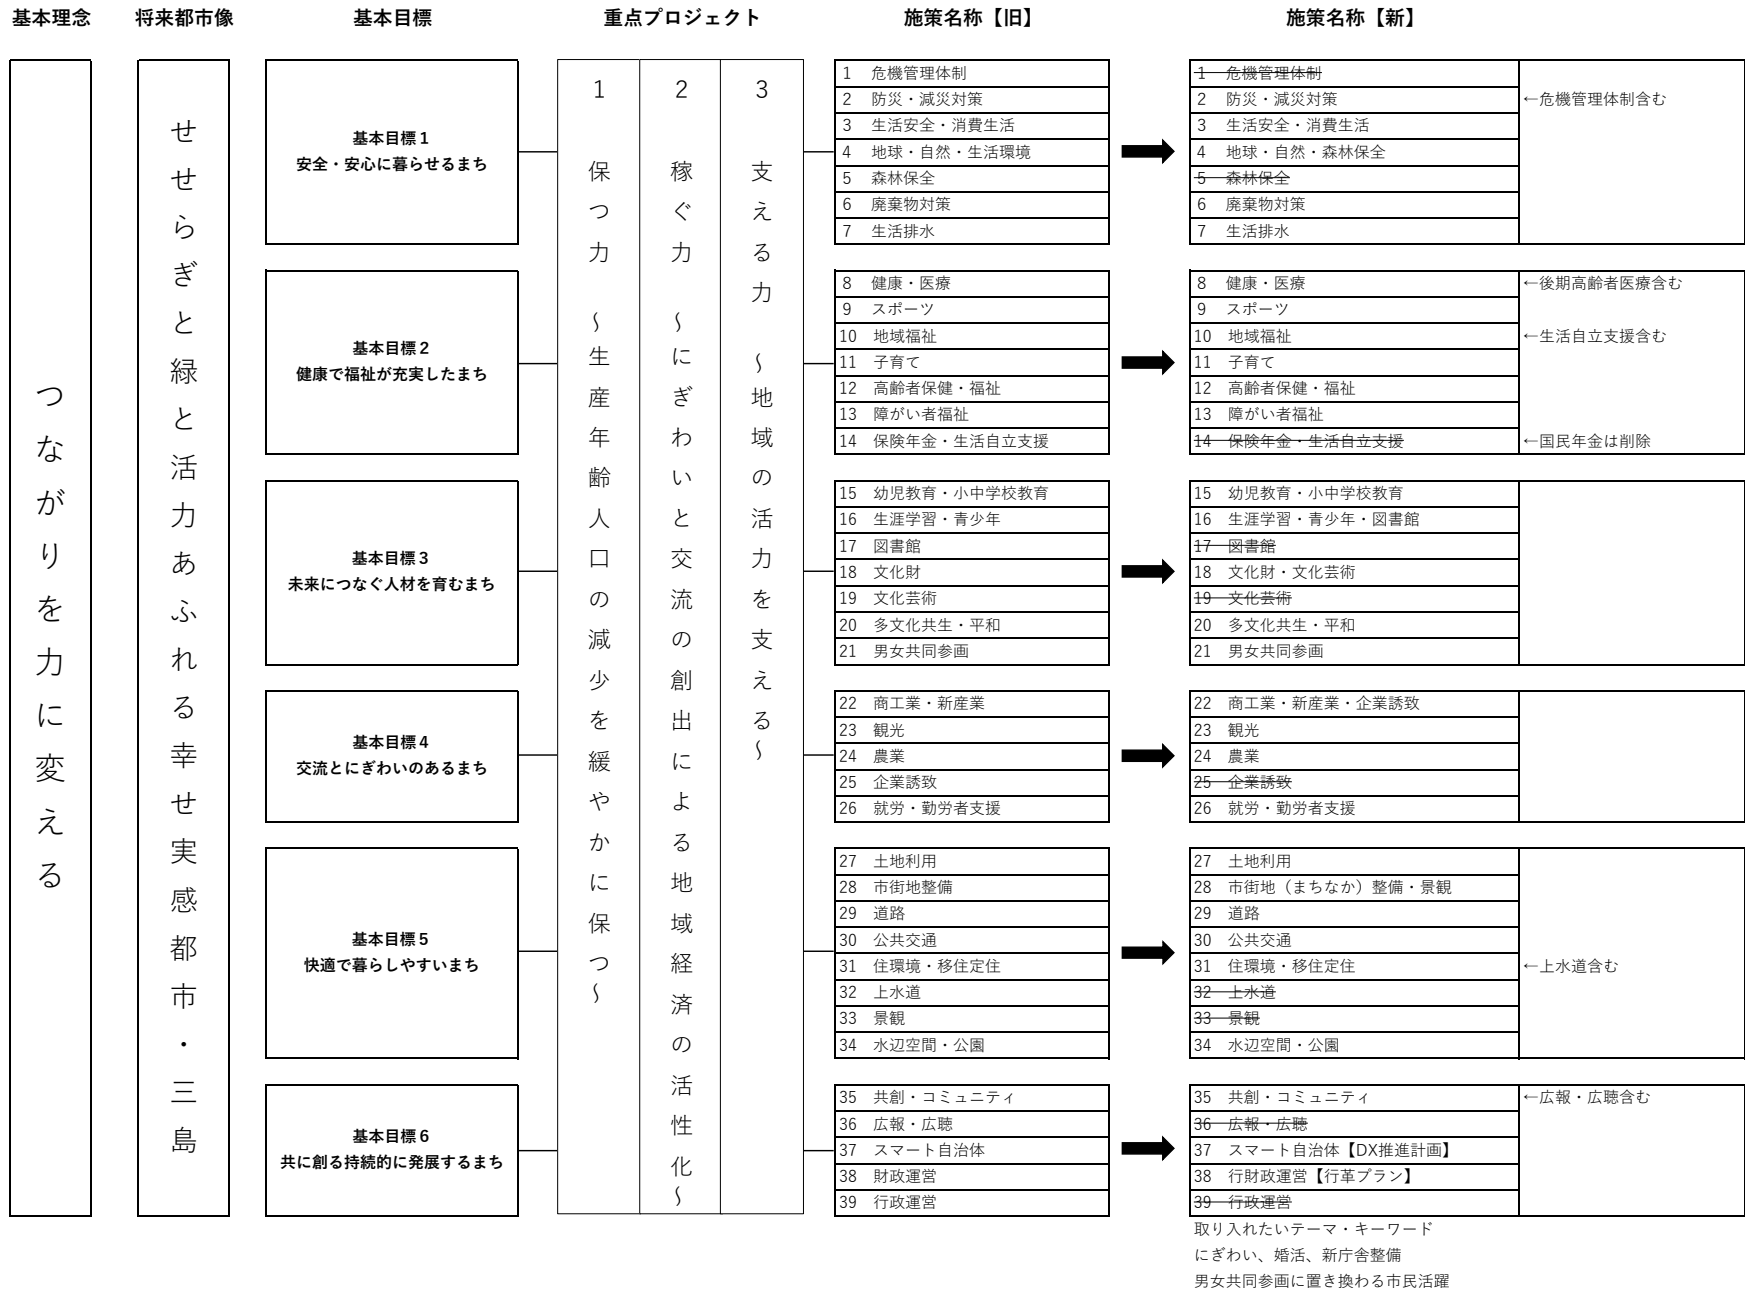 基本理念
将来都市像
基本目標
重点プロジェクト
施策名称【旧】
施策名称【新】
つながりを力に変える
せせらぎと緑と活力あふれる幸せ実感都市・三島
基本目標１
安全・安心に暮らせるまち
基本目標２
健康で福祉が充実したまち
基本目標３
未来につなぐ人材を育むまち
基本目標４
交流とにぎわいのあるまち
基本目標５
快適で暮らしやすいまち
基本目標６
共に創る持続的に発展するまち
1 保つ力 ～生産年齢人口の減少を緩やかに保つ～
2 稼ぐ力 ～にぎわいと交流の創出による地域経済の活性化～
3 支える力 ～地域の活力を支える～
1 危機管理体制
2 防災・減災対策
3 生活安全・消費生活
4 地球・自然・生活環境
5 森林保全
6 廃棄物対策
7 生活排水
8 健康・医療
9 スポーツ
10 地域福祉
11 子育て
12 高齢者保健・福祉
13 障がい者福祉
14 保険年金・生活自立支援
15 幼児教育・小中学校教育
16 生涯学習・青少年
17 図書館
18 文化財
19 文化芸術
20 多文化共生・平和
21 男女共同参画
22 商工業・新産業
23 観光
24 農業
25 企業誘致
26 就労・勤労者支援
27 土地利用
28 市街地整備
29 道路
30 公共交通
31 住環境・移住定住
32 上水道
33 景観
34 水辺空間・公園
35 共創・コミュニティ
36 広報・広聴
37 スマート自治体
38 財政運営
39 行政運営
1 危機管理体制
2 防災・減災対策 ←危機管理体制含む
3 生活安全・消費生活
4 地球・自然・森林保全
5 森林保全
6 廃棄物対策
7 生活排水
8 健康・医療 ←後期高齢者医療含む
9 スポーツ
10 地域福祉 ←生活自立支援含む
11 子育て
12 高齢者保健・福祉
13 障がい者福祉
14 保険年金・生活自立支援 ←国民年金は削除
15 幼児教育・小中学校教育
16 生涯学習・青少年・図書館
17 図書館
18 文化財・文化芸術
19 文化芸術
20 多文化共生・平和
21 男女共同参画
22 商工業・新産業・企業誘致
23 観光
24 農業
25 企業誘致
26 就労・勤労者支援
27 土地利用
28 市街地（まちなか）整備・景観
29 道路
30 公共交通
31 住環境・移住定住 ←上水道含む
32 上水道
33 景観
34 水辺空間・公園
35 共創・コミュニティ ←広報・広聴含む
36 広報・広聴
37 スマート自治体【DX推進計画】
38 行財政運営【行革プラン】
39 行政運営
取り入れたいテーマ・キーワード
にぎわい、婚活、新庁舎整備
男女共同参画に置き換わる市民活躍